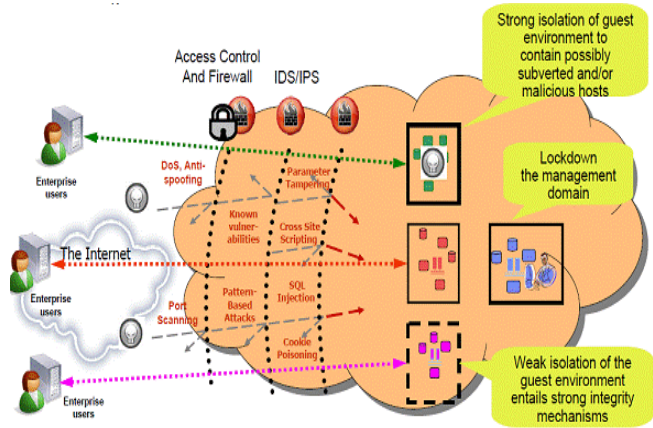 Strong isolation of guest
environment to
contain possibly
subverted and/or
malicious hosts
Access Control
And Firewall
IDS/IPS
Lockdown
the management
domain
DoS, Anti-
spoofing
Parameter
Tampering
Enterprise
users
Known
vulner-
abilities
Cross Site
Scripting
The Internet
Enterprise
users
Port
Scanning
Pattern-
Based
Attacks
SQL
Injection
Cookie
Poisoning
Weak isolation of the
guest environment
entails strong integrity
mechanisms
Enterprise
users